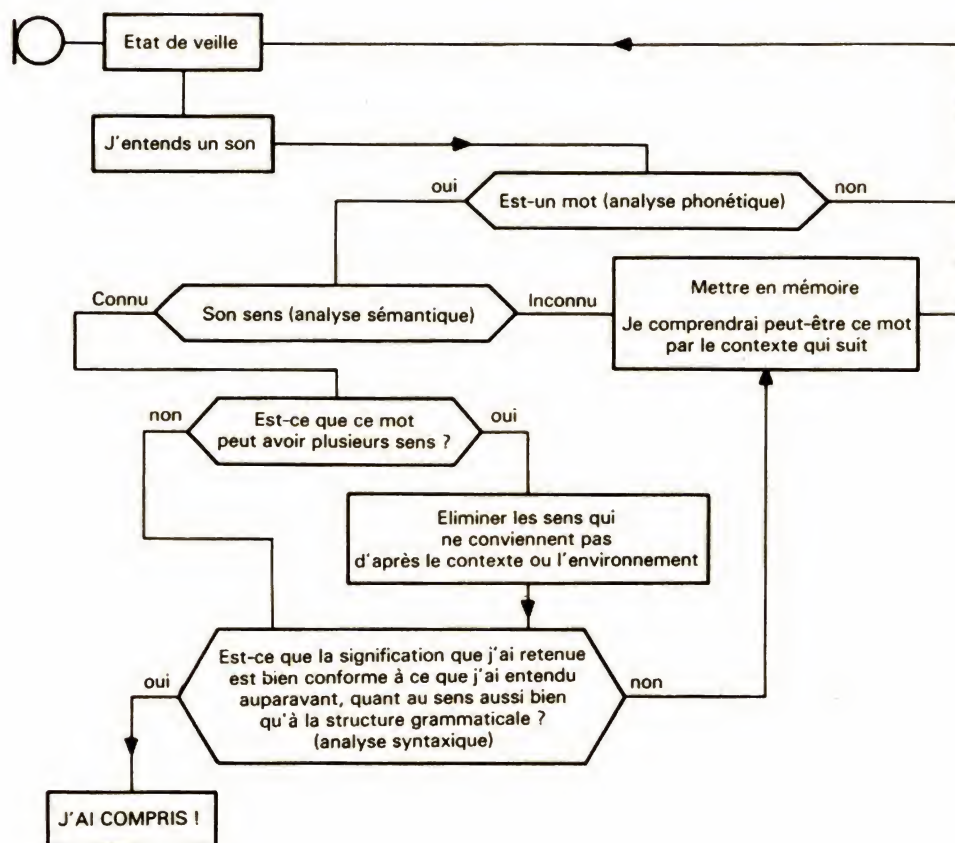 Etat de veille
J'entends un son
oui
Est-un mot (analyse phonétique)
non
Connu
Son sens (analyse sémantique)
Inconnu
Mettre en mémoire
Je comprendrai peut-être ce mot
par le contexte qui suit
non
Est-ce que ce mot
peut avoir plusieurs sens ?
oui
Eliminer les sens qui
ne conviennent pas
d'après le contexte ou l'environnement
oui
Est-ce que la signification que j'ai retenue
est bien conforme à ce que j'ai entendu
auparavant, quant au sens aussi bien
qu'à la structure grammaticale ?
(analyse syntaxique)
non
J'AI COMPRIS !